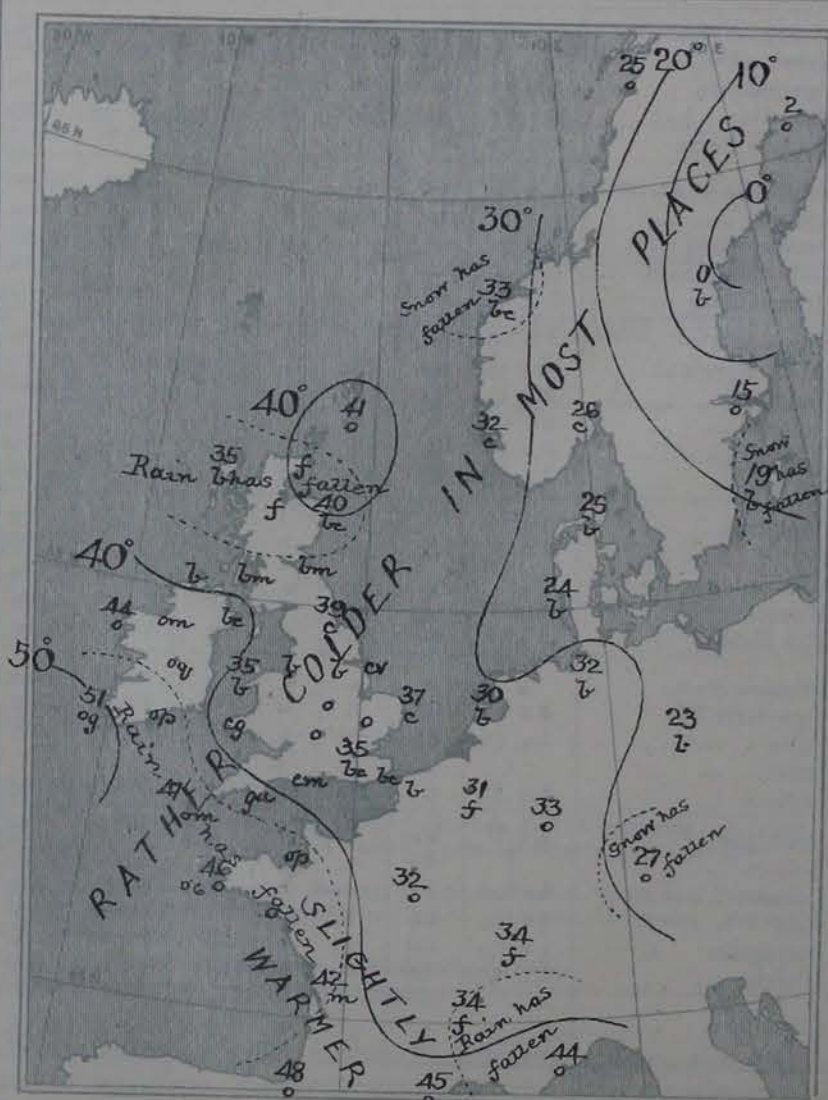 25
20°
10°
2
PLACES
0°
0
b
30°
Snow has
fallen
33
bc
MOST
40°
41
32
c
26
c
15
Snow
has
fallen
19
b
Rain has fallen
35
b
f
f
40
bc
IN
25
b
40°
b
bm
bm
24
b
44
om
bc
39
c
COLDER
50°
51
og
oq
35
b
b
b
cv
37
c
30
b
32
b
23
b
op
cg
35
bc
bc
b
cm
31
f
33
47
om
Rain
has
fallen
RATHER
Snow has
fallen
27
46
op
32
34
f
SLIGHTLY
WARMER
42
m
34
f
Rain has
fallen
44
48
45